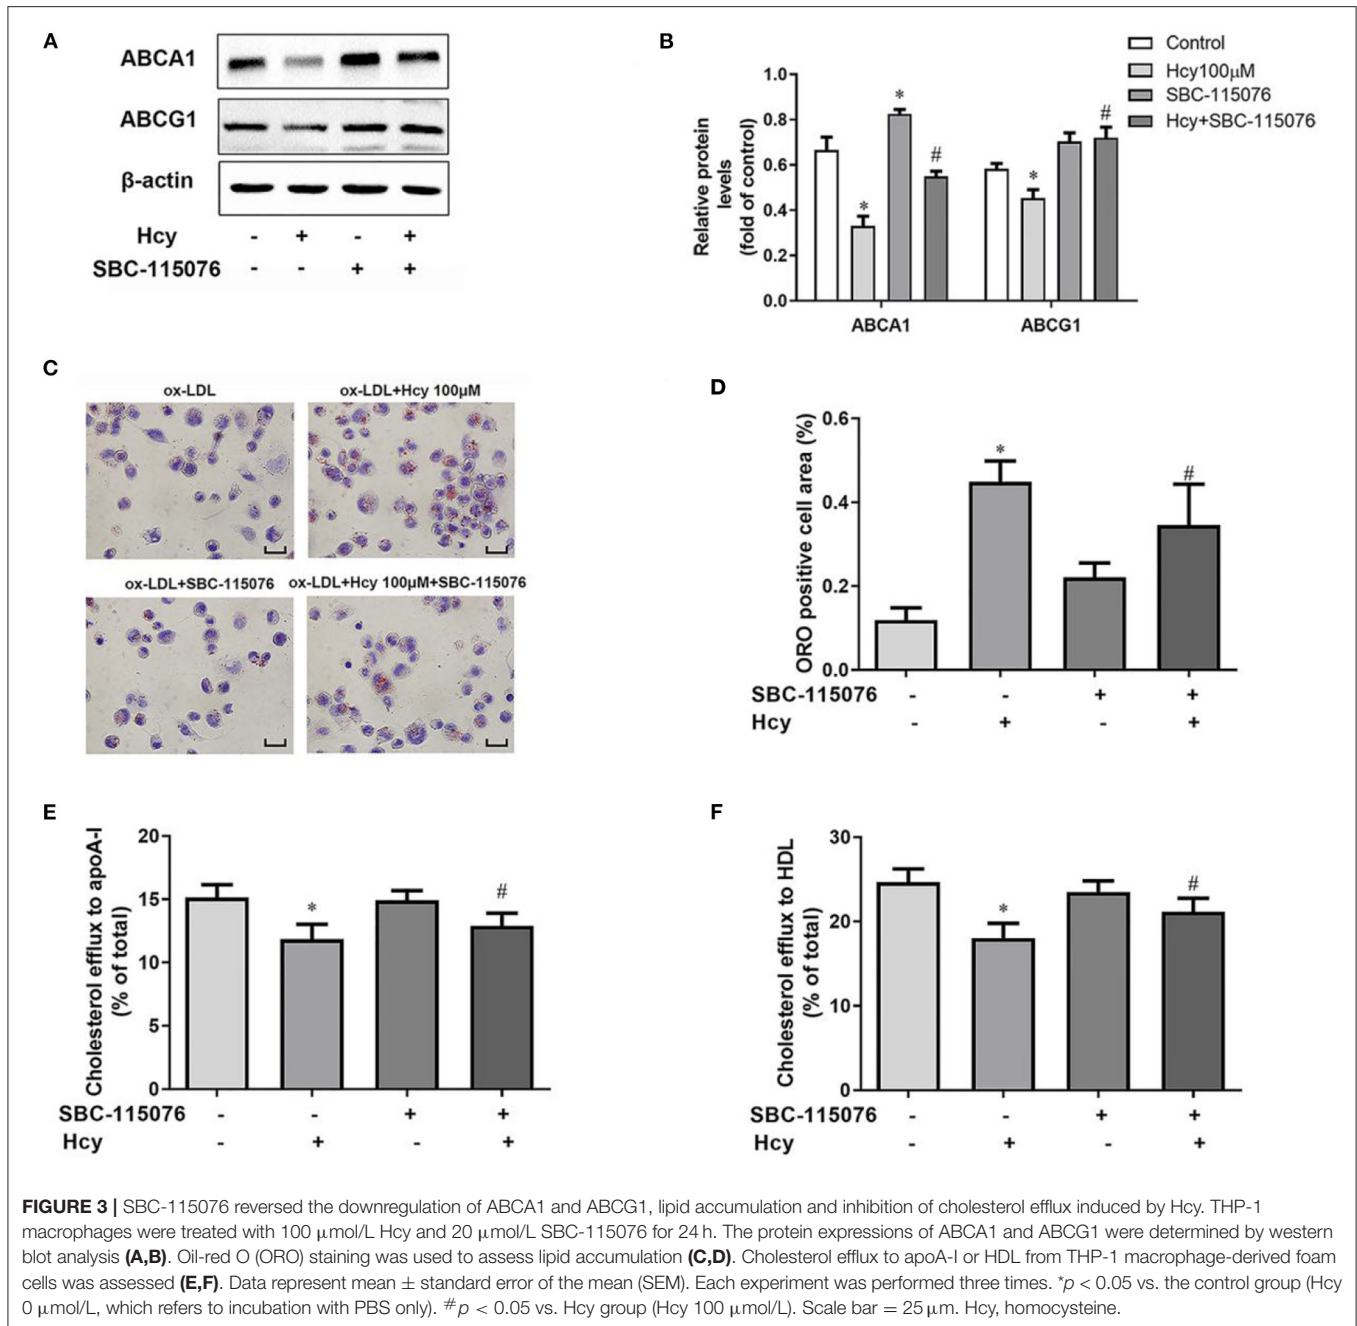 A
ABCA1
ABCG1
β-actin
Hcy - + - +
SBC-115076 - - + +
B
Control
Hcy100μM
SBC-115076
Hcy+SBC-115076
Relative protein
levels
(fold of control)
1.0
0.8
0.6
0.4
0.2
0.0
*
*
#
*
#
ABCA1 ABCG1
C
ox-LDL ox-LDL+Hcy 100μM
ox-LDL+SBC-115076 ox-LDL+Hcy 100μM+SBC-115076
D
ORO positive cell area (%)
0.6
0.4
0.2
0.0
*
#
SBC-115076 - - + +
Hcy - + - +
E
Cholesterol efflux to apoA-I
(% of total)
20
15
10
5
0
*
#
SBC-115076 - - + +
Hcy - + - +
F
Cholesterol efflux to HDL
(% of total)
30
20
10
0
*
#
SBC-115076 - - + +
Hcy - + - +
FIGURE 3 | SBC-115076 reversed the downregulation of ABCA1 and ABCG1, lipid accumulation and inhibition of cholesterol efflux induced by Hcy. THP-1
macrophages were treated with 100 μmol/L Hcy and 20 μmol/L SBC-115076 for 24 h. The protein expressions of ABCA1 and ABCG1 were determined by western
blot analysis (A,B). Oil-red O (ORO) staining was used to assess lipid accumulation (C,D). Cholesterol efflux to apoA-I or HDL from THP-1 macrophage-derived foam
cells was assessed (E,F). Data represent mean ± standard error of the mean (SEM). Each experiment was performed three times. *p < 0.05 vs. the control group (Hcy
0 μmol/L, which refers to incubation with PBS only). #p < 0.05 vs. Hcy group (Hcy 100 μmol/L). Scale bar = 25 μm. Hcy, homocysteine.